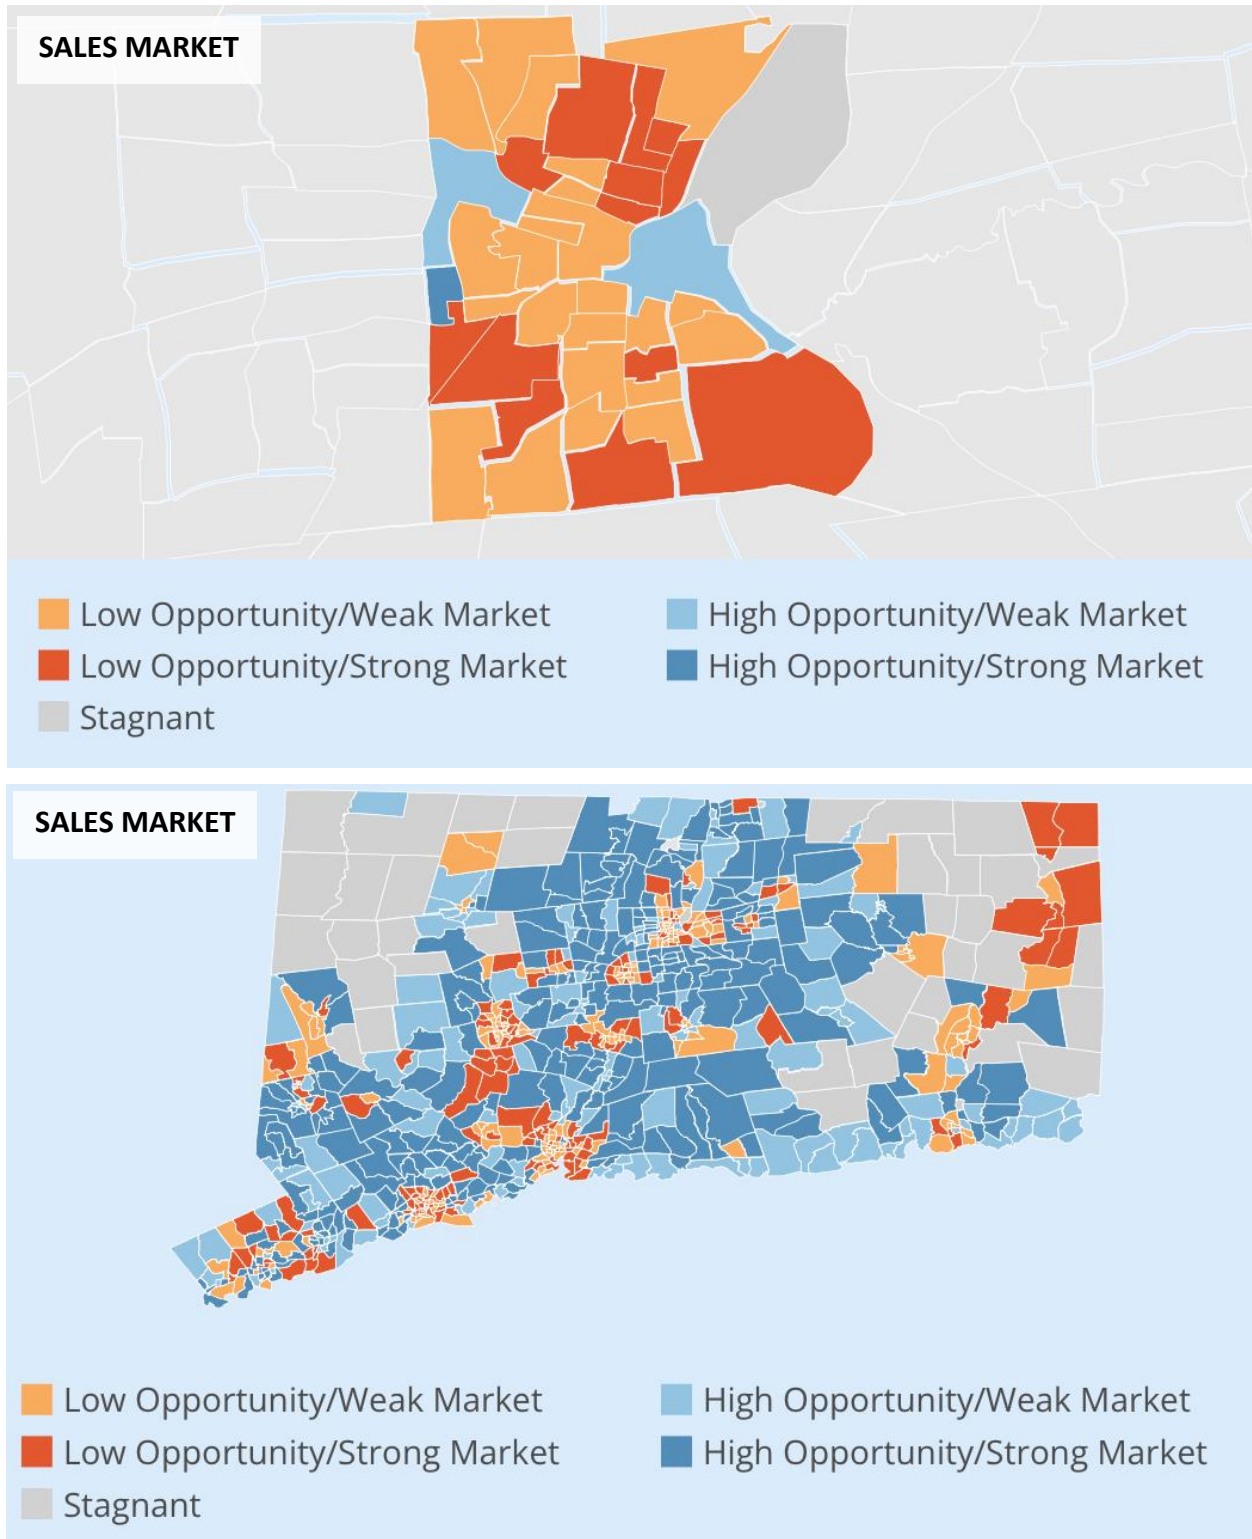 SALES MARKET
Low Opportunity/Weak Market
High Opportunity/Weak Market
Low Opportunity/Strong Market
High Opportunity/Strong Market
Stagnant
SALES MARKET
Low Opportunity/Weak Market
High Opportunity/Weak Market
Low Opportunity/Strong Market
High Opportunity/Strong Market
Stagnant